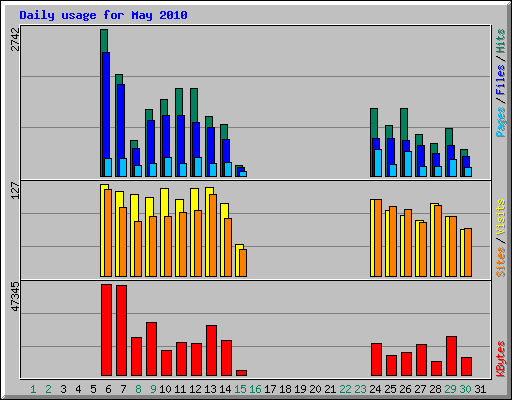 Daily usage for May 2010
2742
Pages / Files / Hits
127
Sites / Visits
47345
KBytes
1 2 3 4 5 6 7 8 9 10 11 12 13 14 15 16 17 18 19 20 21 22 23 24 25 26 27 28 29 30 31